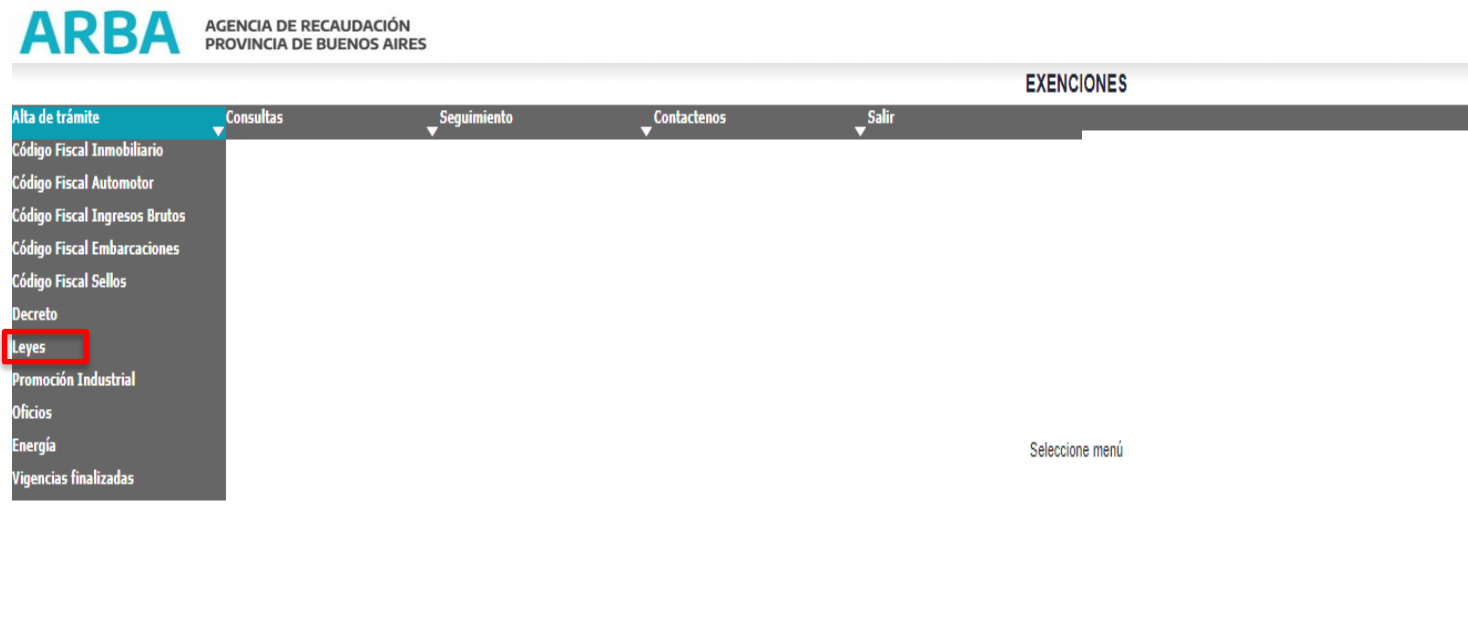 ARBA
AGENCIA DE RECAUDACIÓN
PROVINCIA DE BUENOS AIRES
EXENCIONES
Alta de trámite
Consultas
Seguimiento
Contactenos
Salir
Código Fiscal Inmobiliario
Código Fiscal Automotor
Código Fiscal Ingresos Brutos
Código Fiscal Embarcaciones
Código Fiscal Sellos
Decreto
Leyes
Promoción Industrial
Oficios
Energía
Seleccione menú
Vigencias finalizadas